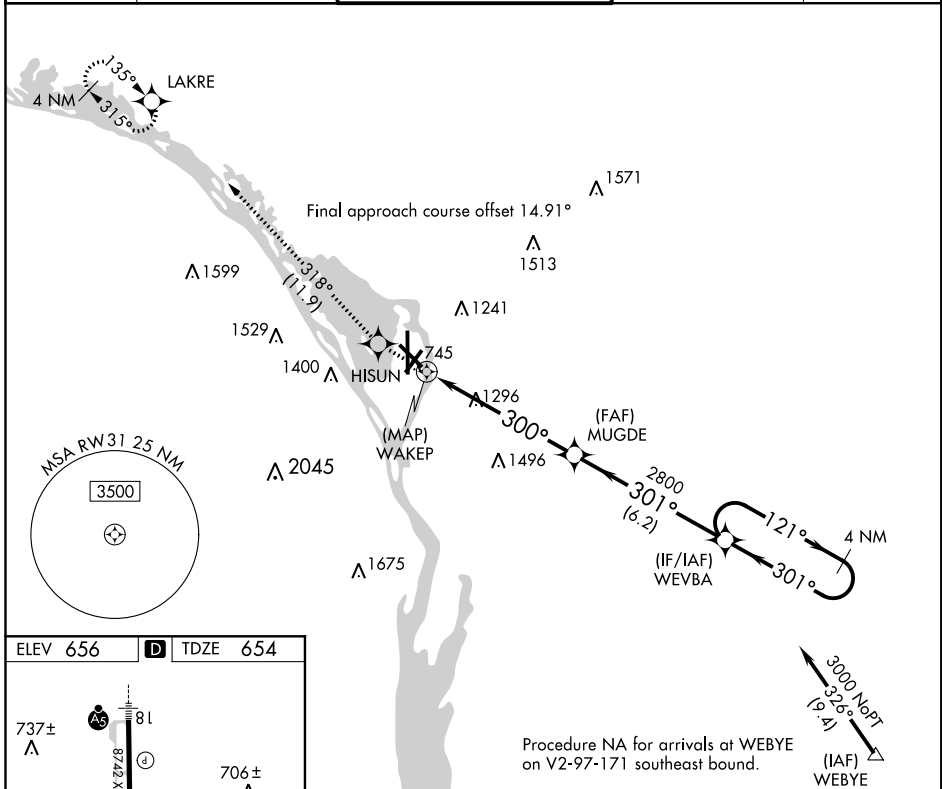 135°
LAKRE
4 NM
315°
1571
Final approach course offset 14.91°
1513
318°
(11.9)
1599
1241
1529
745
1400
HISUN
1296
300°
(FAF)
MUGDE
(MAP)
WAKEP
1496
MSA RW31 25 NM
3500
2045
2800
301°
(6.2)
121°
4 NM
(IF/IAF)
WEVBA
301°
1675
ELEV 656
D
TDZE 654
3000 NoPT
326°
(9.4)
(IAF)
WEBYE
Procedure NA for arrivals at WEBYE
on V2-97-171 southeast bound.
A5
18
737±
P
8742 X
706±